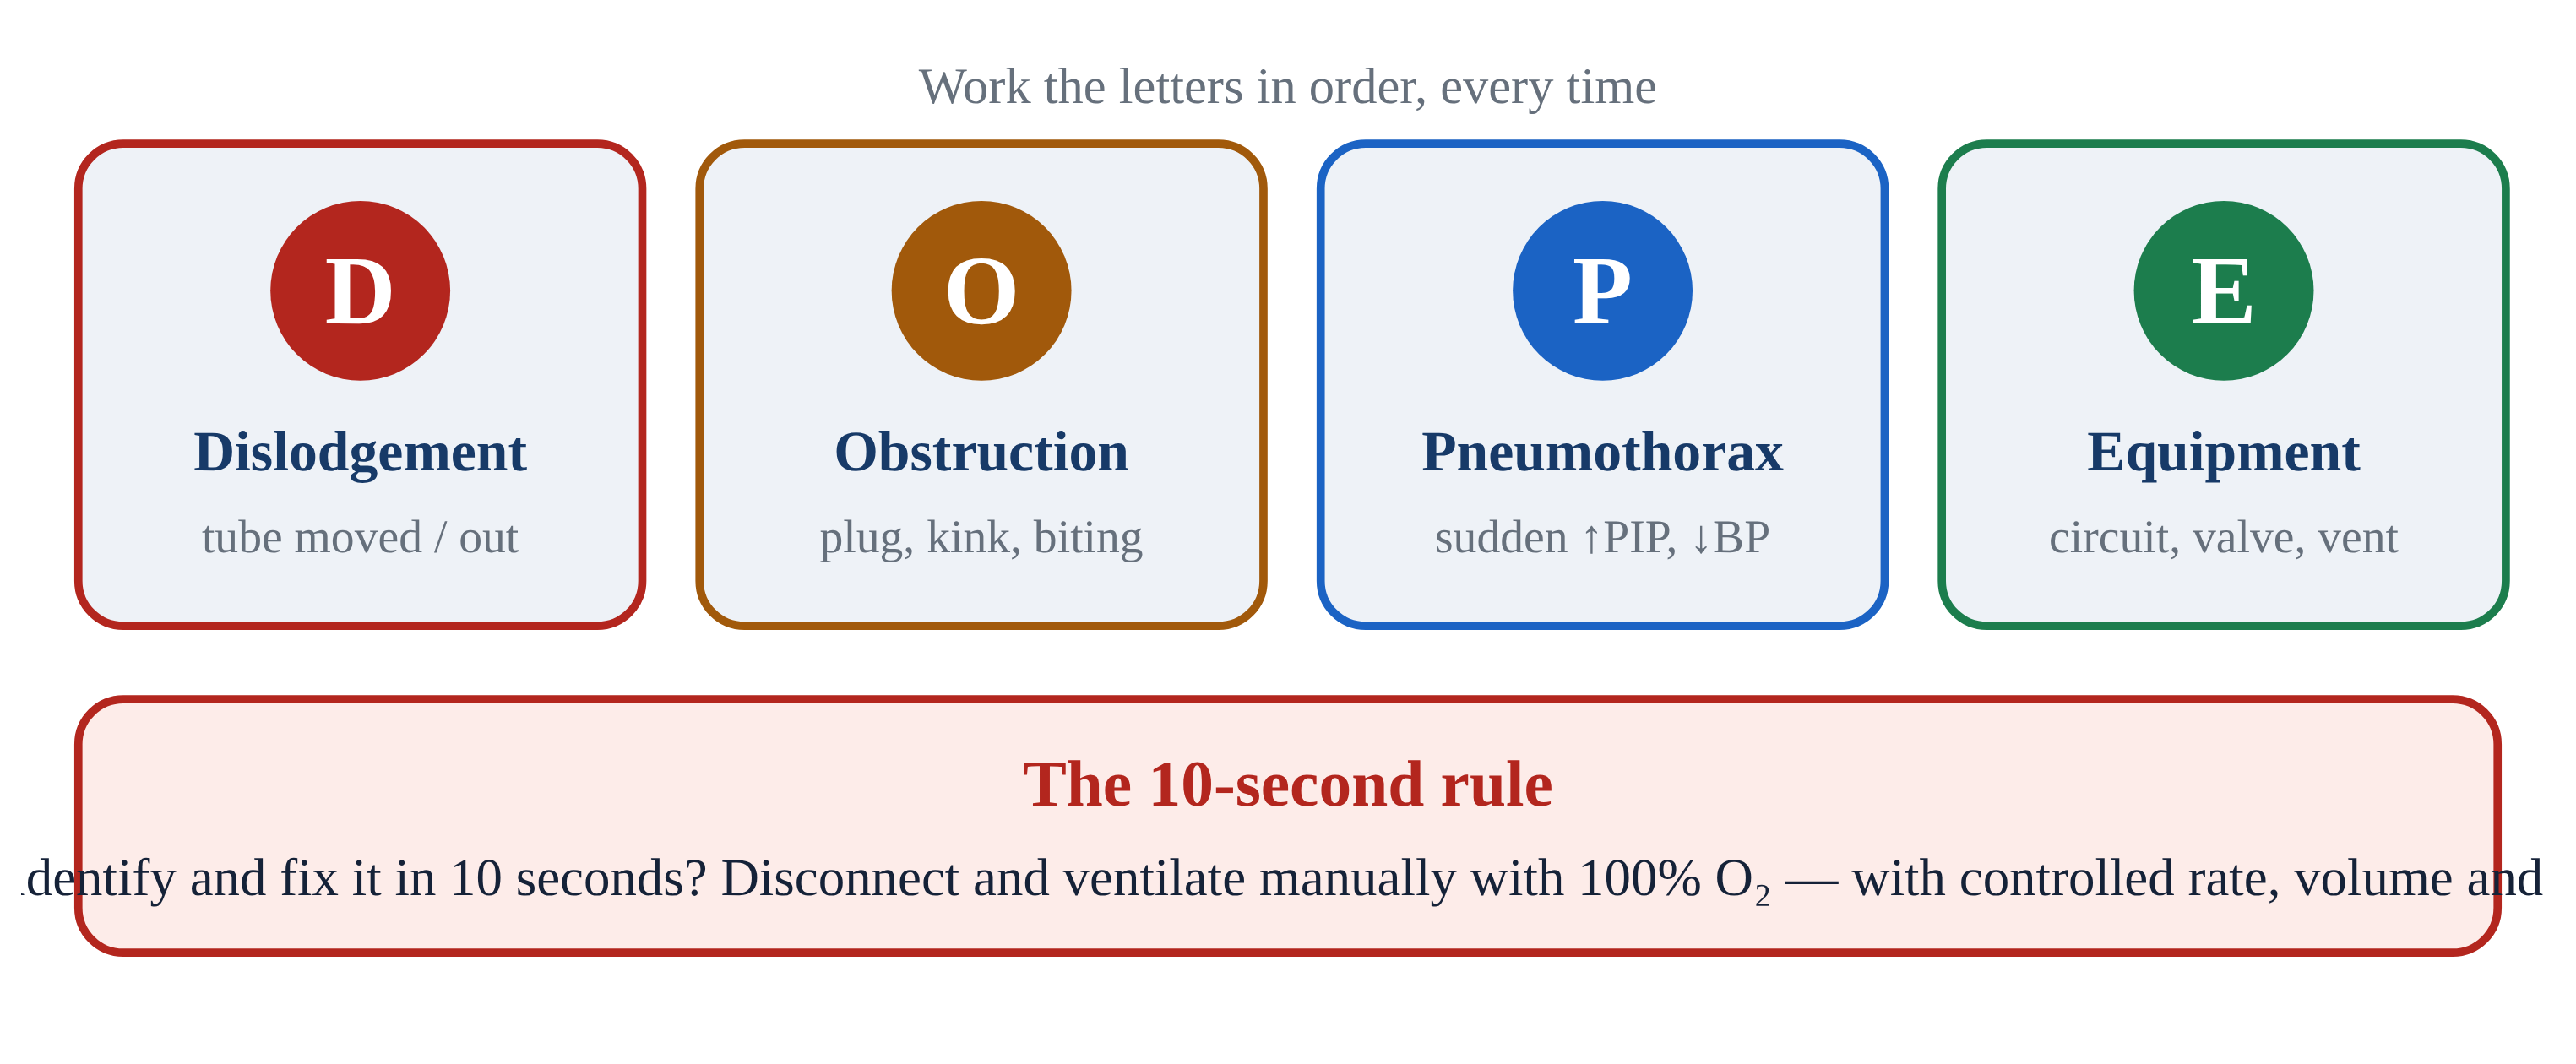 Work the letters in order, every time
D
O
P
E
Dislodgement
Obstruction
Pneumothorax
Equipment
tube moved / out
plug, kink, biting
sudden ↑PIP, ↓BP
circuit, valve, vent
The 10-second rule
dentify and fix it in 10 seconds? Disconnect and ventilate manually with 100% O₂ — with controlled rate, volume and